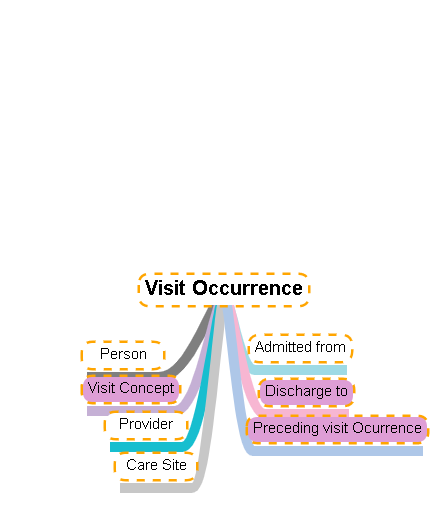 Visit Occurrence
Person
Visit Concept
Provider
Care Site
Admitted from
Discharge to
Preceding visit Ocurrence